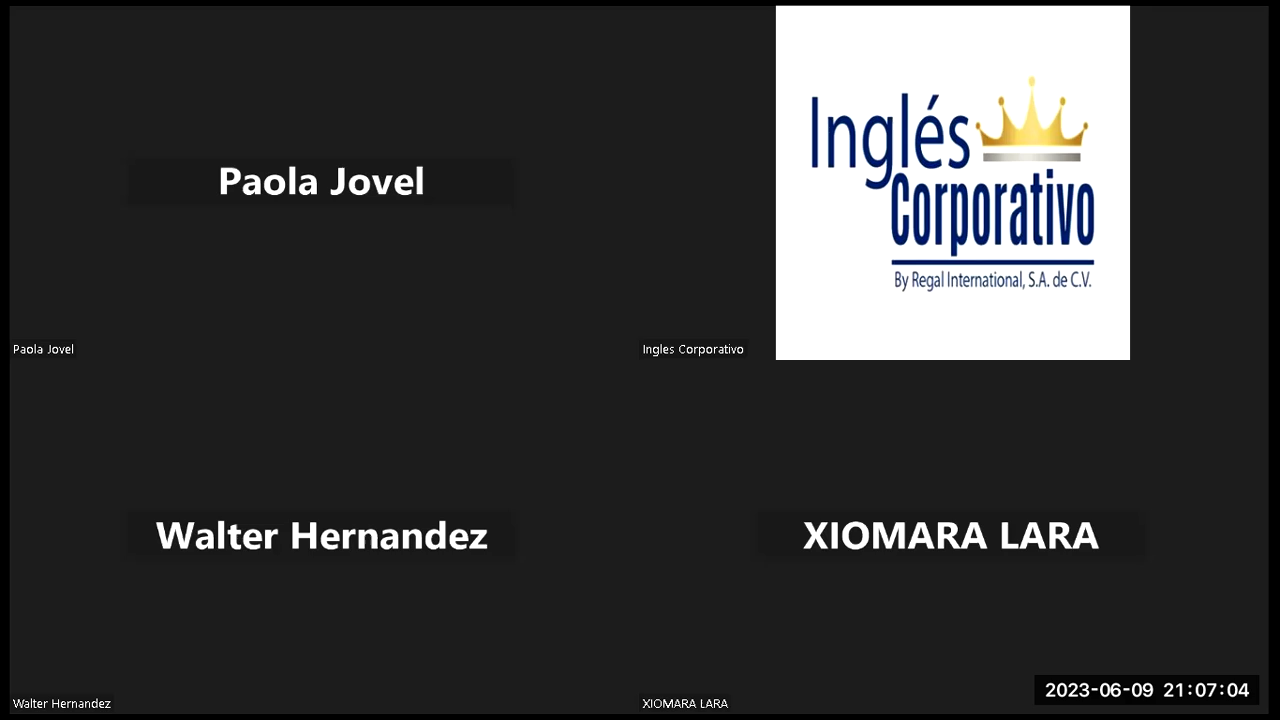 Paola Jovel
Paola Jovel
Inglés
Corporativo
By Regal International, S.A. de C.V.
Ingles Corporativo
Walter Hernandez
Walter Hernandez
XIOMARA LARA
XIOMARA LARA
2023-06-09 21:07:04